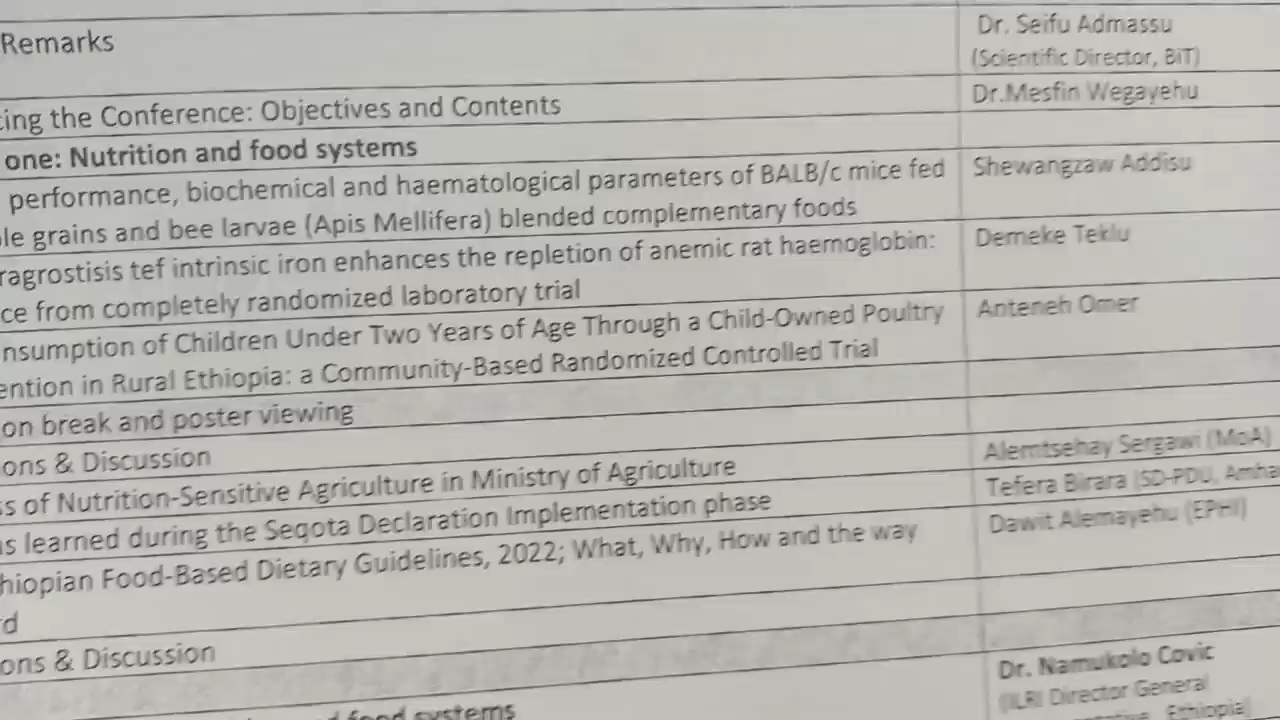 Remarks
Dr. Seifu Admassu
(Scientific Director, BiT)
ing the Conference: Objectives and Contents
Dr.Mesfin Wegayehu
one: Nutrition and food systems
performance, biochemical and haematological parameters of BALB/c mice fed
Shewangzaw Addisu
le grains and bee larvae (Apis Mellifera) blended complementary foods
ragrostisis tef intrinsic iron enhances the repletion of anemic rat haemoglobin:
Demeke Teklu
ce from completely randomized laboratory trial
nsumption of Children Under Two Years of Age Through a Child-Owned Poultry
Anteneh Omer
ention in Rural Ethiopia: a Community-Based Randomized Controlled Trial
on break and poster viewing
ons & Discussion
s of Nutrition-Sensitive Agriculture in Ministry of Agriculture
Alemtsehay Sergawi (MoA)
s learned during the Seqota Declaration Implementation phase
Tefera Birara (SD-PDU, Amha
hiopian Food-Based Dietary Guidelines, 2022; What, Why, How and the way
Dawit Alemayehu (EPHI)
d
ons & Discussion
Dr. Namukolo Covic
(ILRI Director General
food systems
Ethiopia)